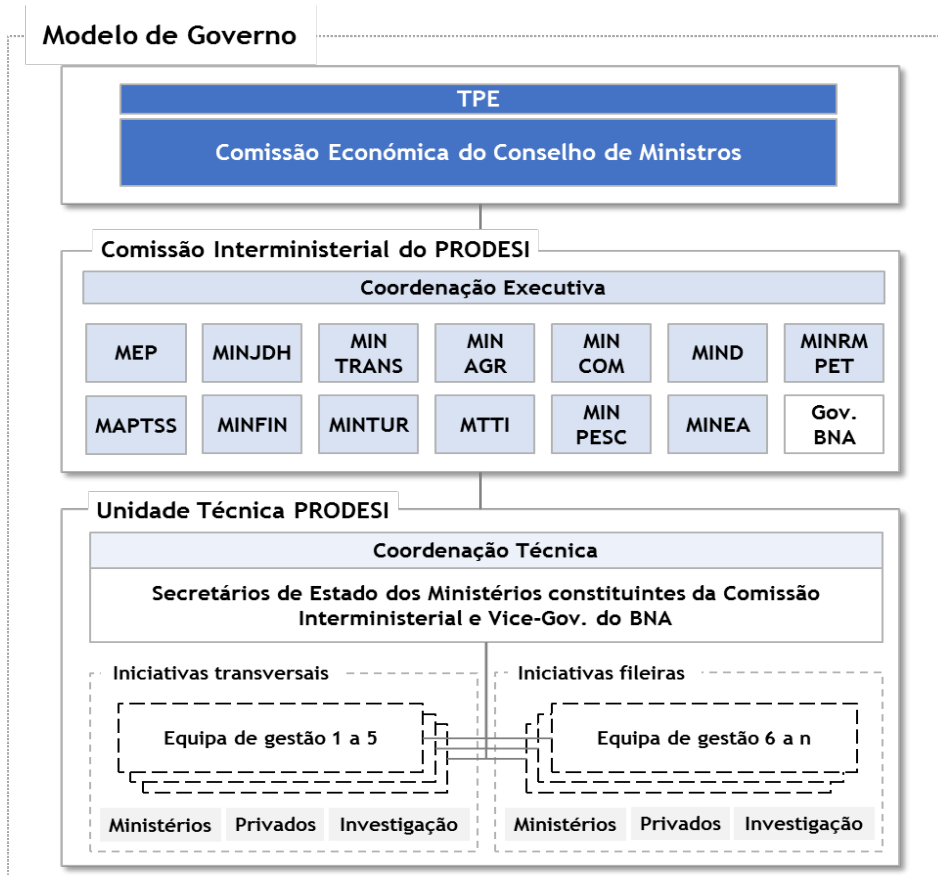 Modelo de Governo
TPE
Comissão Económica do Conselho de Ministros
Comissão Interministerial do PRODESI
Coordenação Executiva
MEP
MINJDH
MIN
TRANS
MIN
AGR
MIN
COM
MIND
MINRM
PET
MAPTSS
MINFIN
MINTUR
MTTI
MIN
PESC
MINEA
Gov.
BNA
Unidade Técnica PRODESI
Coordenação Técnica
Secretários de Estado dos Ministérios constituintes da Comissão
Interministerial e Vice-Gov. do BNA
Iniciativas transversais
Equipa de gestão 1 a 5
Ministérios
Privados
Investigação
Iniciativas fileiras
Equipa de gestão 6 a n
Ministérios
Privados
Investigação